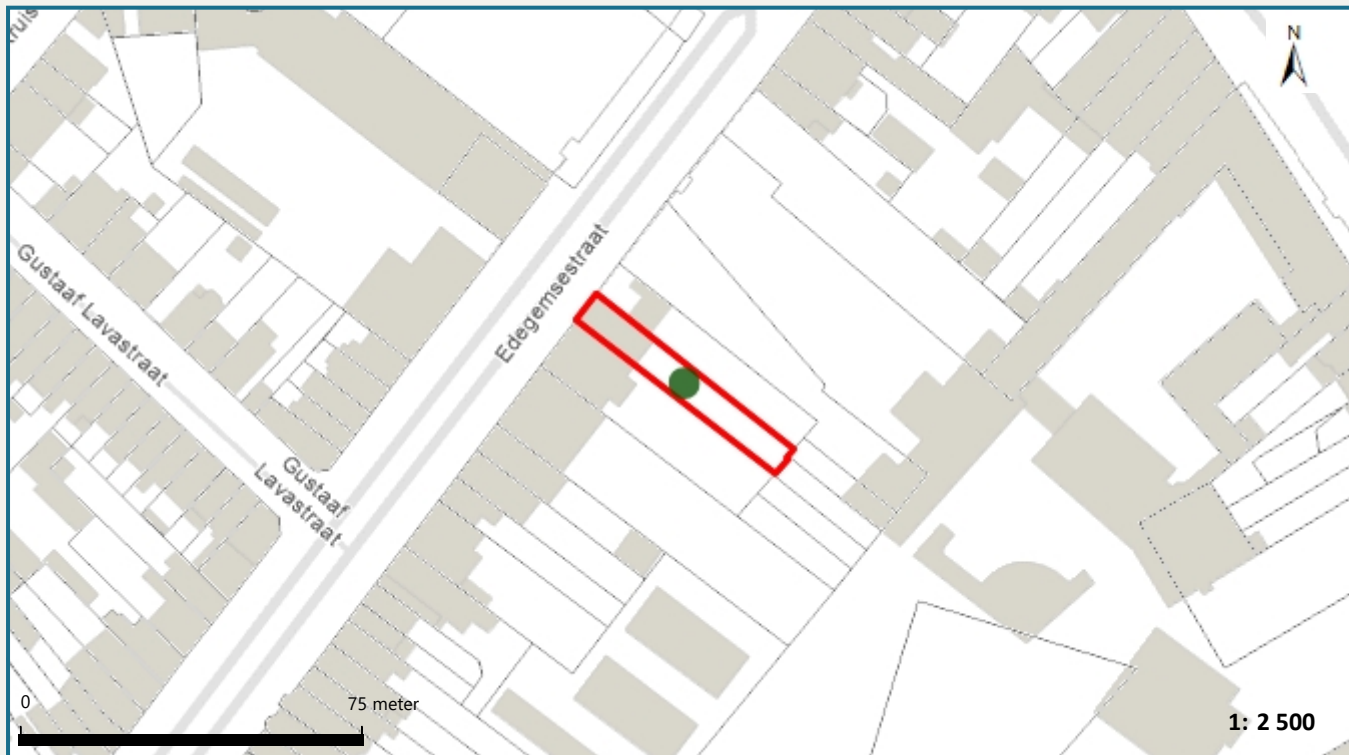 N
Edegemsestraat
Gustaaf Lavastraat
Gustaaf
Lavastraat
0
75 meter
1: 2 500